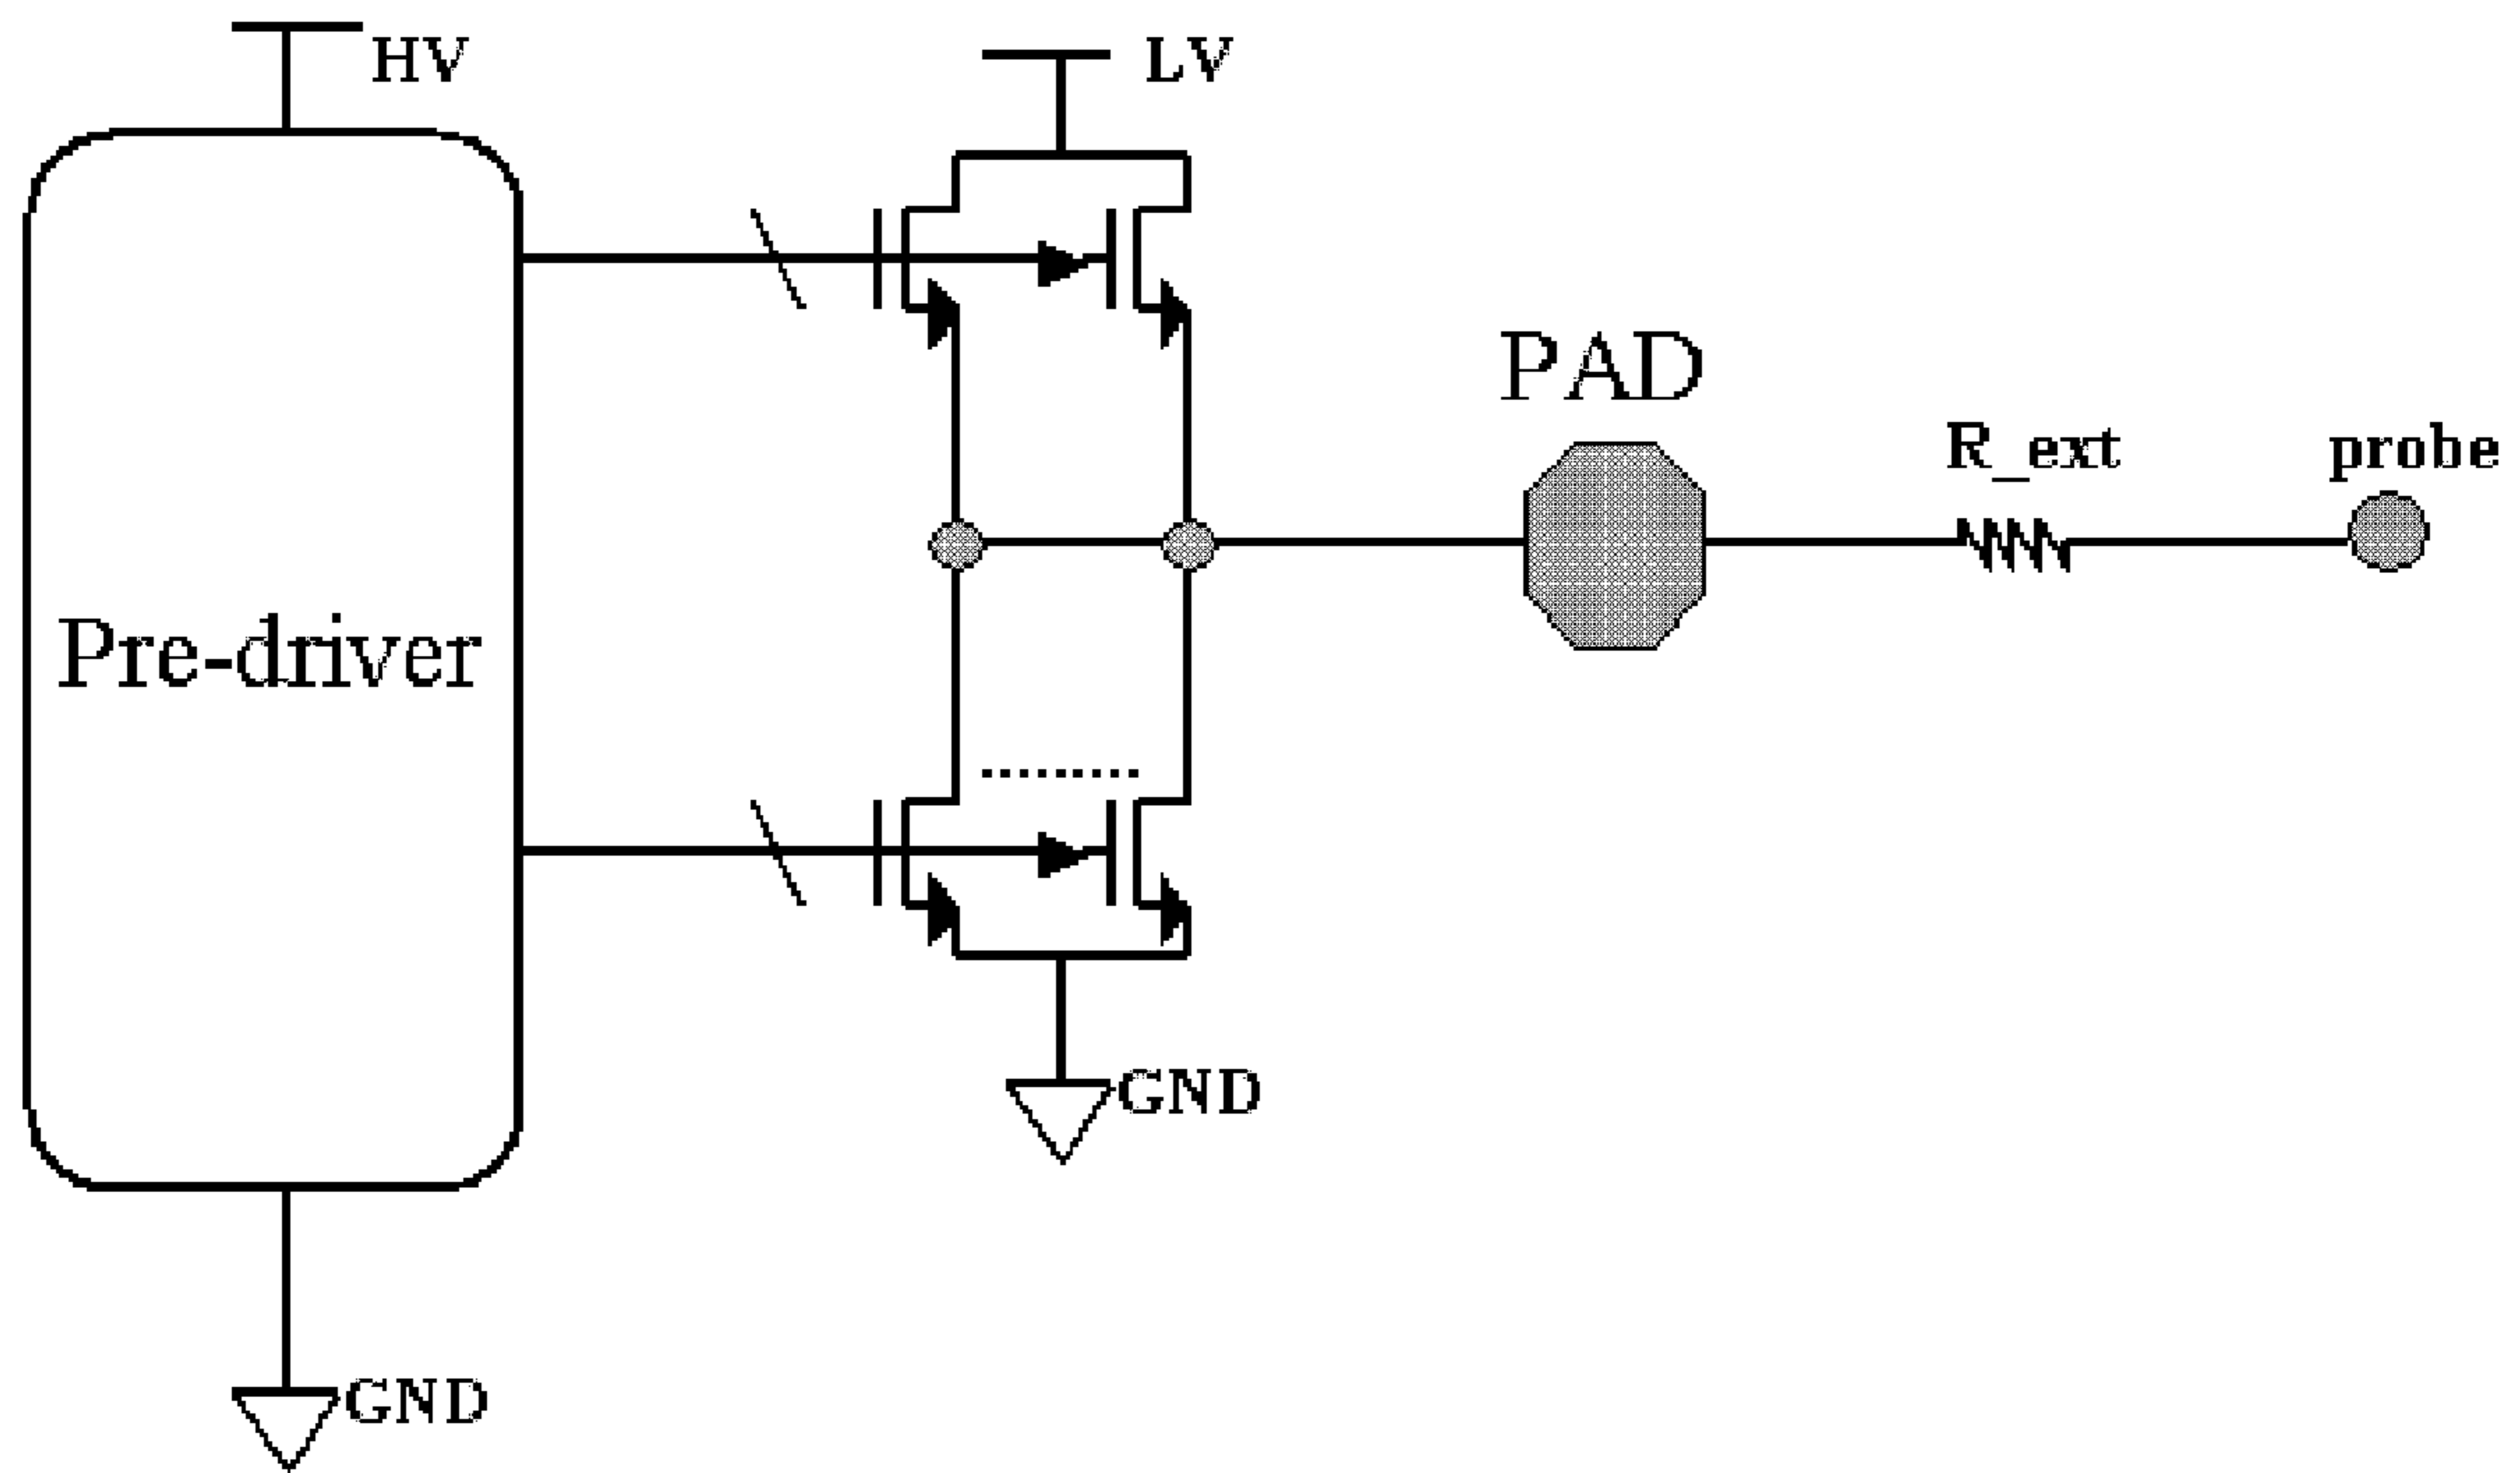 HV
LV
PAD
R_ext
probe
Pre-driver
GND
GND